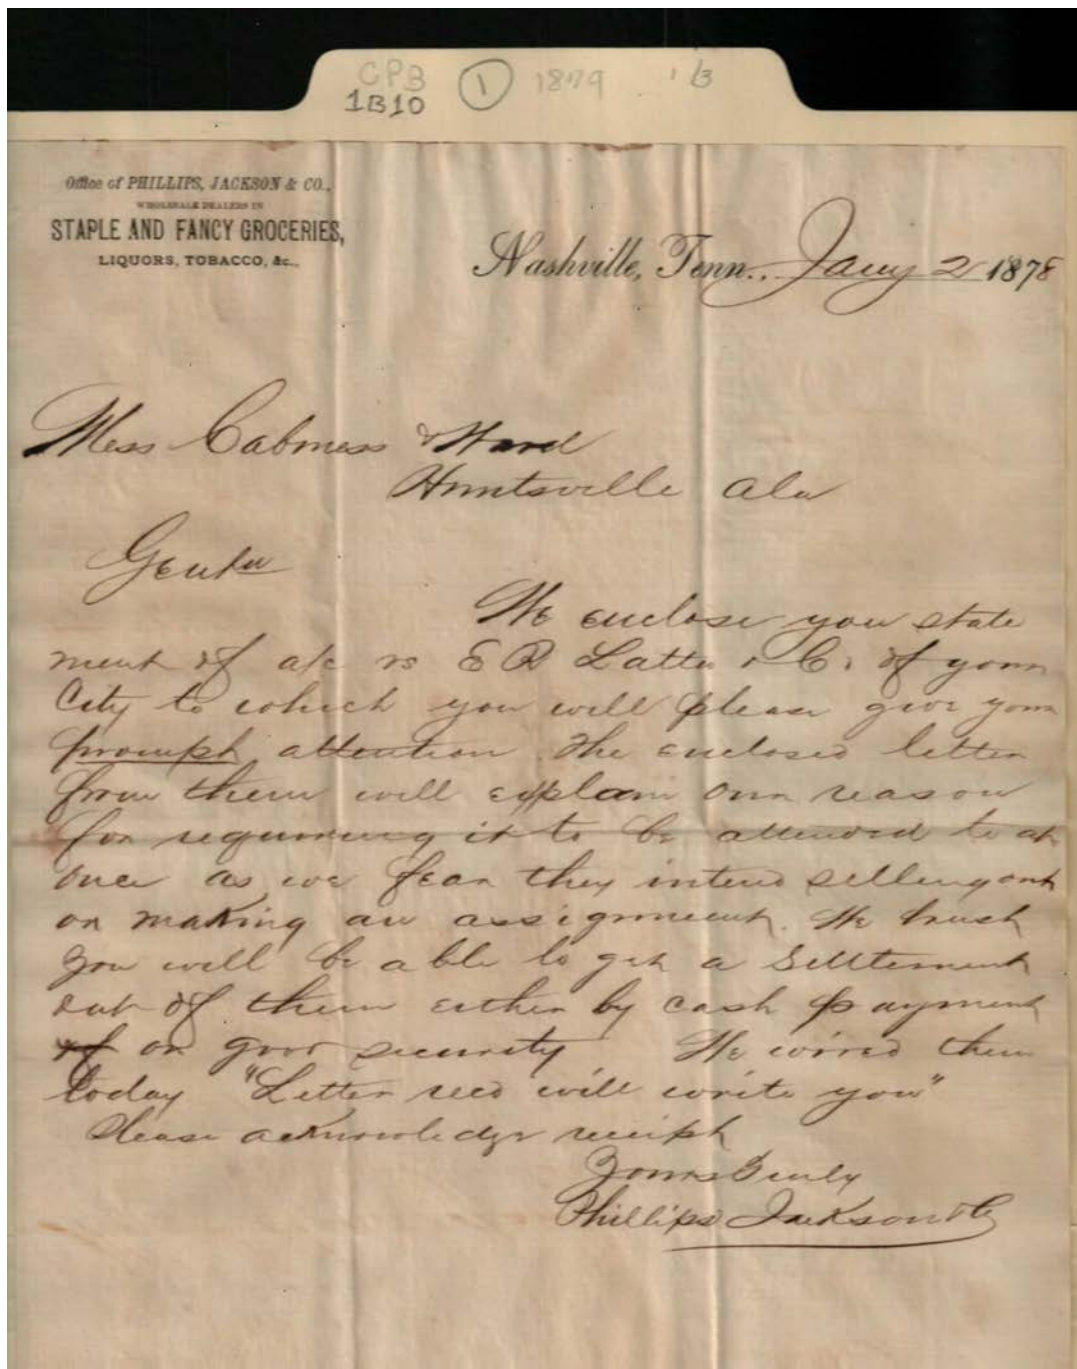 CPB 1 1879 1/3
1B10
Office of PHILLIPS, JACKSON & CO.,
WHOLESALE DEALERS IN
STAPLE AND FANCY GROCERIES,
LIQUORS, TOBACCO, &c.,
Nashville, Tenn., Jany 2 1878
Mess Cabness & Ward
Huntsville Ala
Gentn
We enclose you state
ment of a/c vs E R Latta & C. of your
City to which you will please give your
prompt attention The enclosed letter
from them will explain our reason
for requiring it to be attended to at
once as we fear they intend selling out
or making an assignment. We trust
you will be able to get a Settlement
out of them either by cash payment
of or good security We wired them
today "Letter recd will write you"
Please acknowledge receipt
Yours Truly
Phillips Jackson & Co